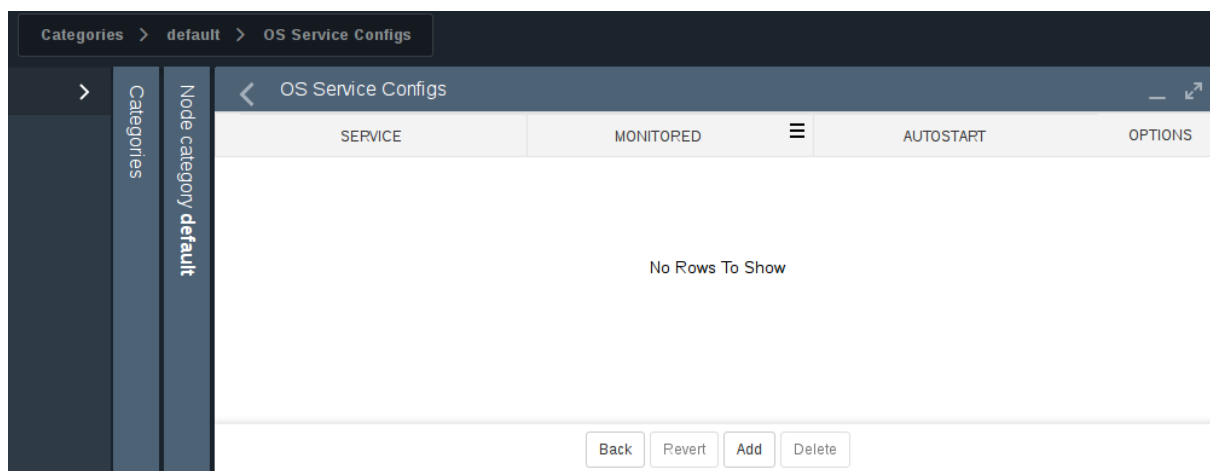 Categories > default > OS Service Configs
Categories
Node category default
OS Service Configs
SERVICE MONITORED AUTOSTART OPTIONS
No Rows To Show
Back Revert Add Delete